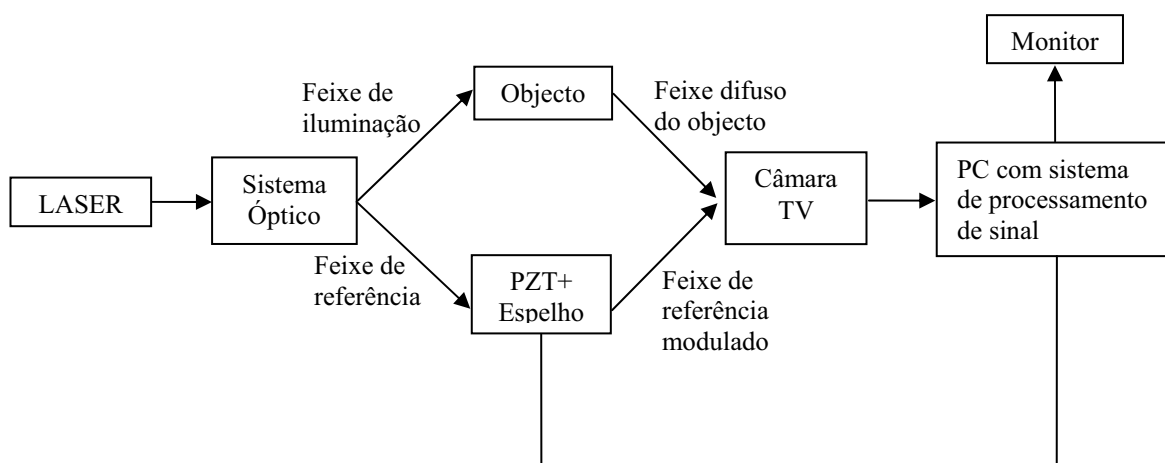 Monitor
Feixe de
iluminação
Objecto
Feixe difuso
do objecto
LASER
Sistema
Óptico
Câmara
TV
PC com sistema
de processamento
de sinal
Feixe de
referência
PZT+
Espelho
Feixe de
referência
modulado